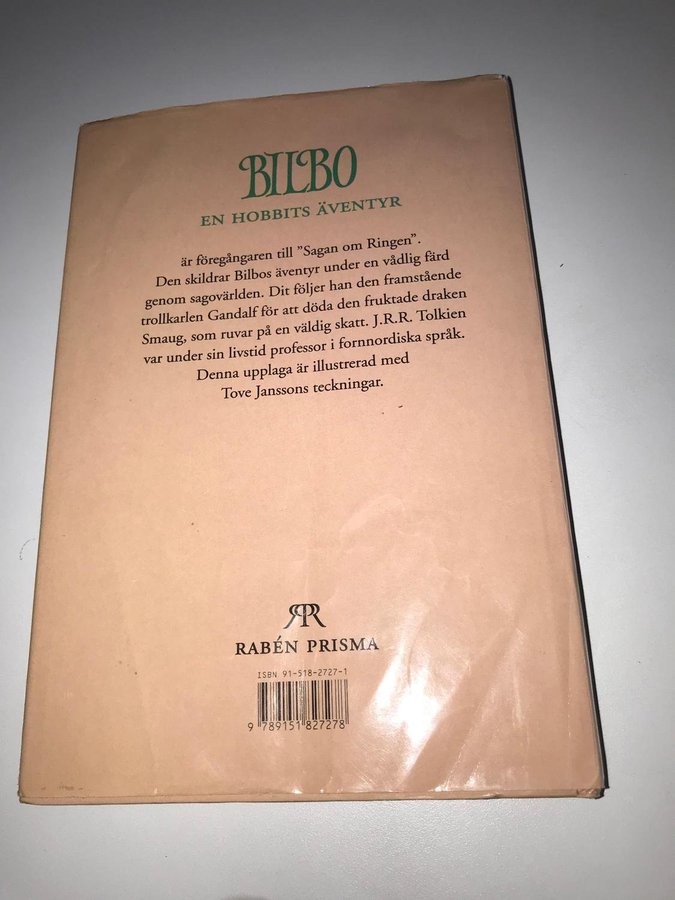 BILBO
EN HOBBITS ÄVENTYR
är föregångaren till ”Sagan om Ringen”.
Den skildrar Bilbos äventyr under en vådlig färd
genom sagovärlden. Dit följer han den framstående
trollkarlen Gandalf för att döda den fruktade draken
Smaug, som ruvar på en väldig skatt. J.R.R. Tolkien
var under sin livstid professor i fornnordiska språk.
Denna upplaga är illustrerad med
Tove Janssons teckningar.
RR
RABÉN PRISMA
ISBN 91-518-2727-1
9 789151 827278